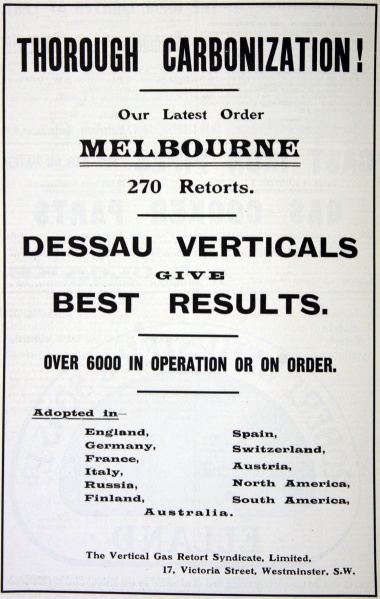 THOROUGH CARBONIZATION!
Our Latest Order
MELBOURNE
270 Retorts.
DESSAU VERTICALS
GIVE
BEST RESULTS.
OVER 6000 IN OPERATION OR ON ORDER.
Adopted in—
England,
Germany,
France,
Italy,
Russia,
Finland,
Spain,
Switzerland,
Austria,
North America,
South America,
Australia.
The Vertical Gas Retort Syndicate, Limited,
17, Victoria Street, Westminster, S.W.